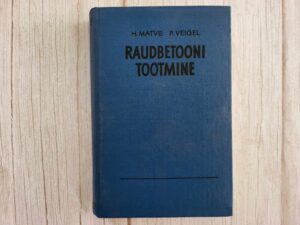 H. MATVE P. VEIGEL
RAUDBETOONI
TOOTMINE